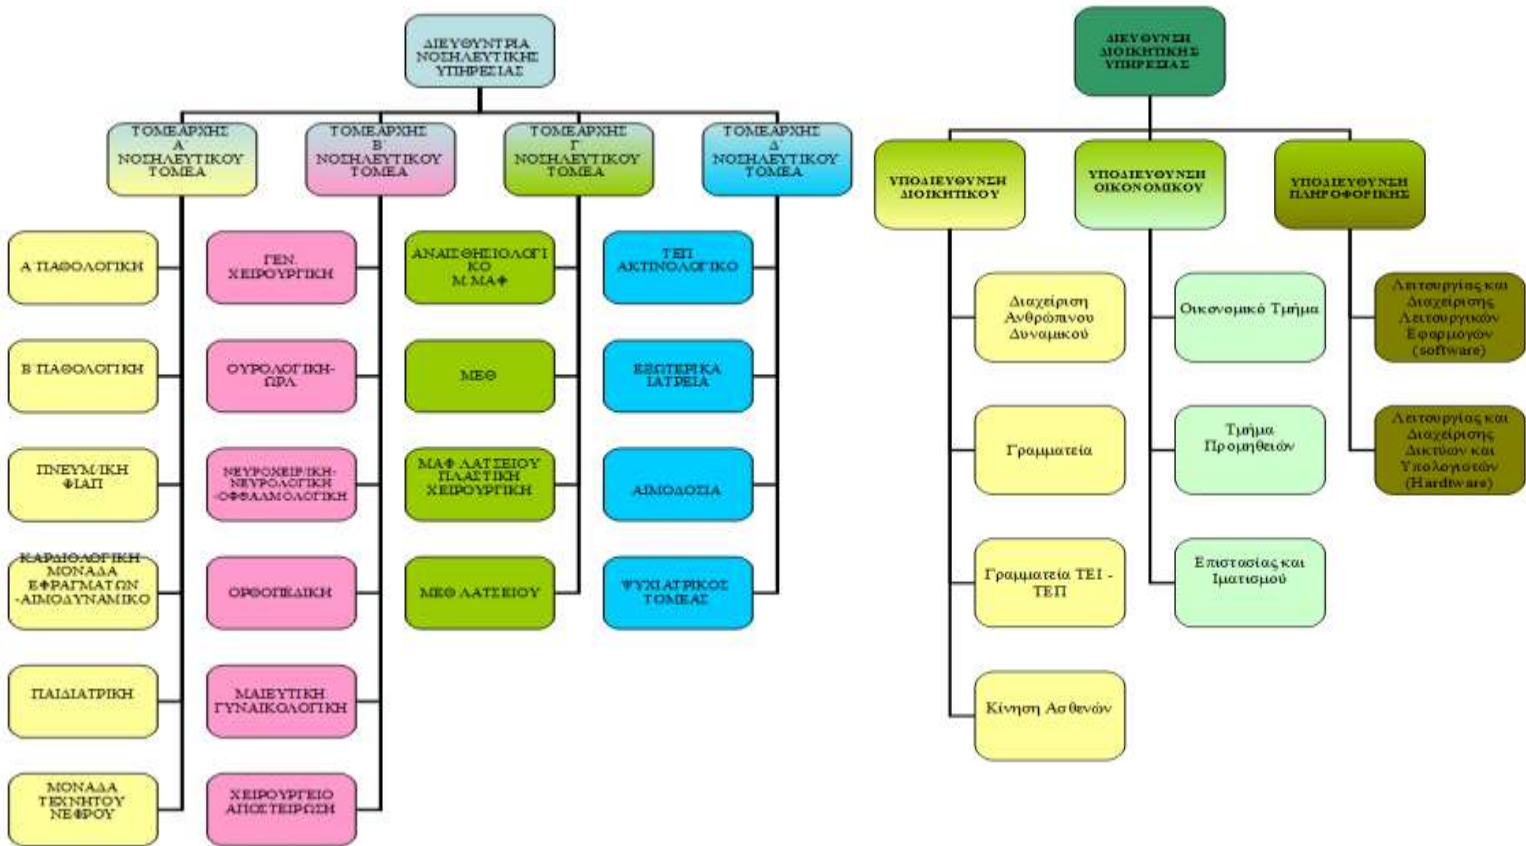 ΔΙΕΥΘΥΝΤΡΙΑ
ΝΟΣΗΛΕΥΤΙΚΗΣ
ΥΠΗΡΕΣΙΑΣ
ΤΟΜΕΑΡΧΗΣ
Α΄
ΝΟΣΗΛΕΥΤΙΚΟΥ
ΤΟΜΕΑ
ΤΟΜΕΑΡΧΗΣ
Β΄
ΝΟΣΗΛΕΥΤΙΚΟΥ
ΤΟΜΕΑ
ΤΟΜΕΑΡΧΗΣ
Γ΄
ΝΟΣΗΛΕΥΤΙΚΟΥ
ΤΟΜΕΑ
ΤΟΜΕΑΡΧΗΣ
Δ΄
ΝΟΣΗΛΕΥΤΙΚΟΥ
ΤΟΜΕΑ
Α ΠΑΘΟΛΟΓΙΚΗ
Β ΠΑΘΟΛΟΓΙΚΗ
ΠΝΕΥΜ/ΙΚΗ
ΦΙΑΠ
ΚΑΡΔΙΟΛΟΓΙΚΗ
ΜΟΝΑΔΑ
ΕΦΡΑΓΜΑΤΩΝ
-ΑΙΜΟΔΥΝΑΜΙΚΟ
ΠΑΙΔΙΑΤΡΙΚΗ
ΜΟΝΑΔΑ
ΤΕΧΝΗΤΟΥ
ΝΕΦΡΟΥ
ΓΕΝ.
ΧΕΙΡΟΥΡΓΙΚΗ
ΟΥΡΟΛΟΓΙΚΗ-
ΩΡΛ
ΝΕΥΡΟΧΕΙΡ/ΙΚΗ-
ΝΕΥΡΟΛΟΓΙΚΗ
-ΟΦΘΑΛΜΟΛΟΓΙΚΗ
ΟΡΘΟΠΕΔΙΚΗ
ΜΑΙΕΥΤΙΚΗ
ΓΥΝΑΙΚΟΛΟΓΙΚΗ
ΧΕΙΡΟΥΡΓΕΙΟ
ΑΠΟΣΤΕΙΡΩΣΗ
ΑΝΑΙΣΘΗΣΙΟΛΟΓΙ
ΚΟ
Μ.ΜΑΦ
ΜΕΘ
ΜΑΦ ΛΑΤΣΕΙΟΥ
ΠΛΑΣΤΙΚΗ
ΧΕΙΡΟΥΡΓΙΚΗ
ΜΕΘ ΛΑΤΣΕΙΟΥ
ΤΕΠ
ΑΚΤΙΝΟΛΟΓΙΚΟ
ΕΞΩΤΕΡΙΚΑ
ΙΑΤΡΕΙΑ
ΑΙΜΟΔΟΣΙΑ
ΨΥΧΙΑΤΡΙΚΟΣ
ΤΟΜΕΑΣ
ΔΙΕΥΘΥΝΣΗ
ΔΙΟΙΚΗΤΙΚΗΣ
ΥΠΗΡΕΣΙΑΣ
ΥΠΟΔΙΕΥΘΥΝΣΗ
ΔΙΟΙΚΗΤΙΚΟΥ
ΥΠΟΔΙΕΥΘΥΝΣΗ
ΟΙΚΟΝΟΜΙΚΟΥ
ΥΠΟΔΙΕΥΘΥΝΣΗ
ΠΛΗΡΟΦΟΡΙΚΗΣ
Διαχείριση
Ανθρώπινου
Δυναμικού
Γραμματεία
Γραμματεία ΤΕΙ -
ΤΕΠ
Κίνηση Ασθενών
Οικονομικό Τμήμα
Τμήμα
Προμηθειών
Επιστασίας και
Ιματισμού
Λειτουργίας και
Διαχείρισης
Λειτουργικών
Εφαρμογών
(software)
Λειτουργίας και
Διαχείρισης
Δικτύων και
Υπολογιστών
(Hardtware)